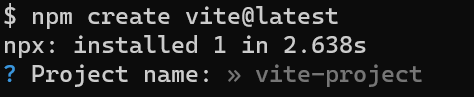 $ npm create vite@latest
npx: installed 1 in 2.638s
? Project name: » vite-project